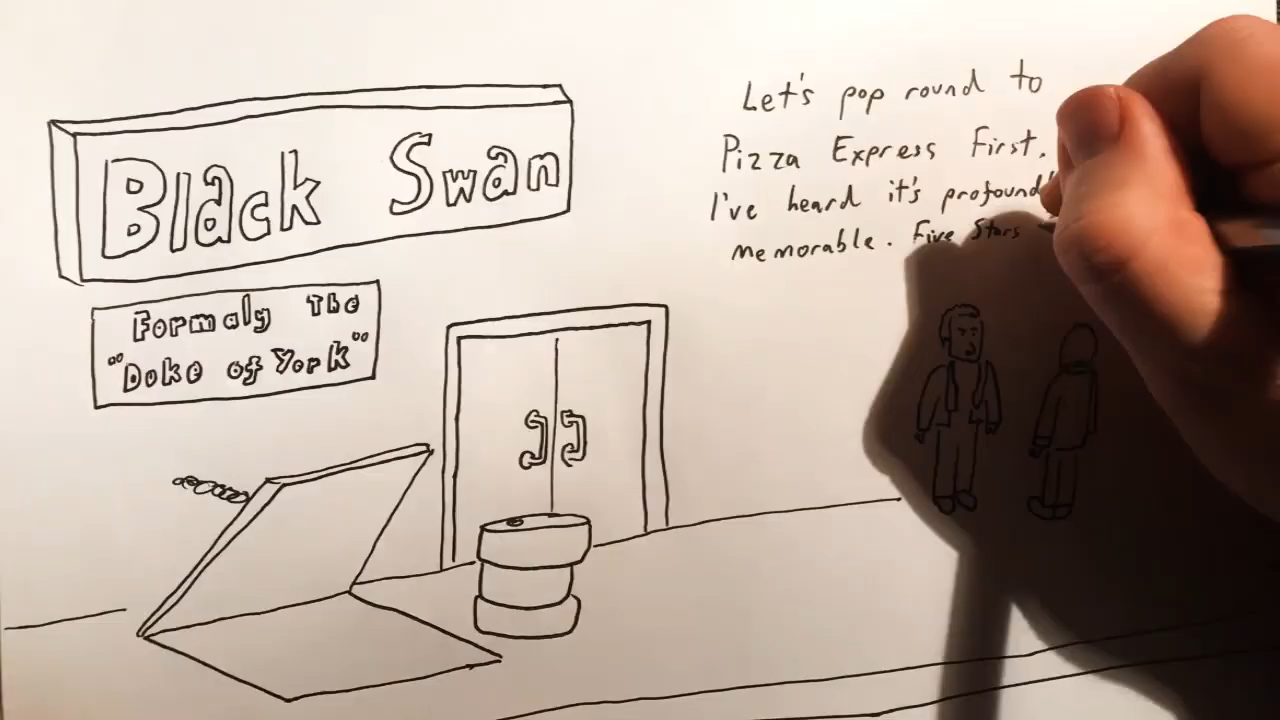 Black Swan
Formaly The
"Duke of York"
Let's pop round to
Pizza Express First.
I've heard it's profound
memorable. Five Stars